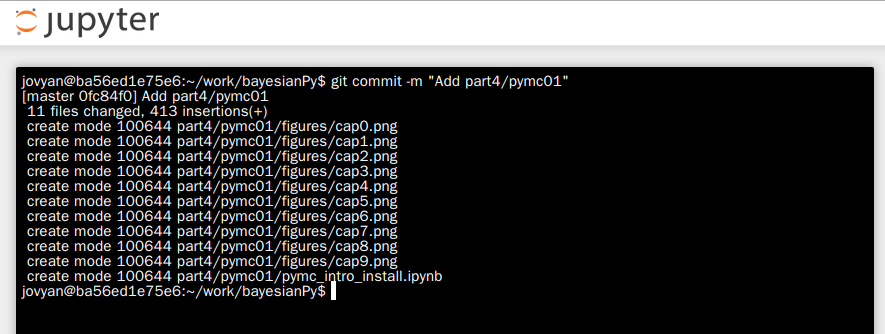 jupyter
jovyan@ba56ed1e75e6:~/work/bayesianPy$ git commit -m "Add part4/pymc01"
[master 0fc84f0] Add part4/pymc01
11 files changed, 413 insertions(+)
create mode 100644 part4/pymc01/figures/cap0.png
create mode 100644 part4/pymc01/figures/cap1.png
create mode 100644 part4/pymc01/figures/cap2.png
create mode 100644 part4/pymc01/figures/cap3.png
create mode 100644 part4/pymc01/figures/cap4.png
create mode 100644 part4/pymc01/figures/cap5.png
create mode 100644 part4/pymc01/figures/cap6.png
create mode 100644 part4/pymc01/figures/cap7.png
create mode 100644 part4/pymc01/figures/cap8.png
create mode 100644 part4/pymc01/figures/cap9.png
create mode 100644 part4/pymc01/pymc_intro_install.ipynb
jovyan@ba56ed1e75e6:~/work/bayesianPy$